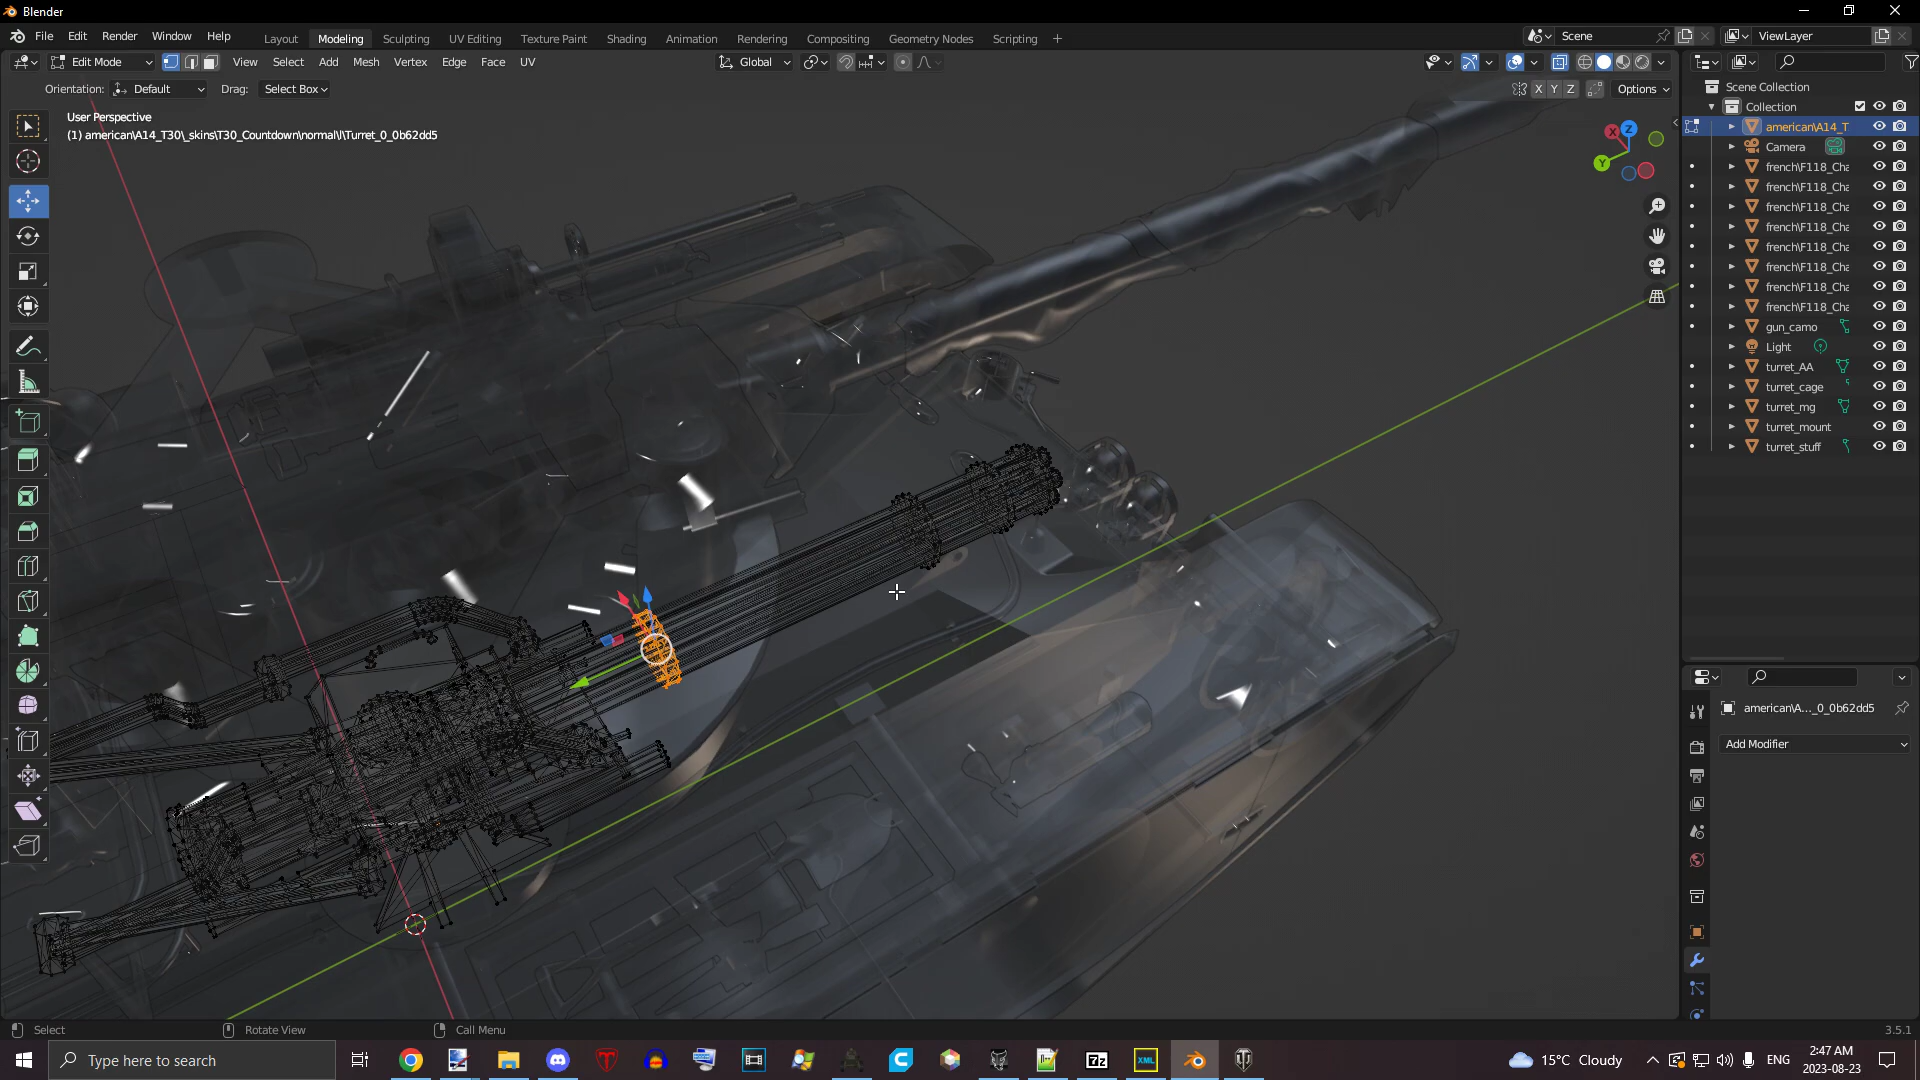 Blender
File Edit Render Window Help
Layout Modeling Sculpting UV Editing Texture Paint Shading Animation Rendering Compositing Geometry Nodes Scripting +
Scene
ViewLayer
Edit Mode
View Select Add Mesh Vertex Edge Face UV
Global
Orientation: Default Drag: Select Box
X Y Z Options
User Perspective
(1) american\A14_T30\_skins\T30_Countdown\normal\l\Turret_0_0b62dd5
X
Z
Y
Scene Collection
Collection
american\A14_T
Camera
french\F118_Cha
french\F118_Cha
french\F118_Cha
french\F118_Cha
french\F118_Cha
french\F118_Cha
french\F118_Cha
french\F118_Cha
gun_camo
Light
turret_AA
turret_cage
turret_mg
turret_mount
turret_stuff
american\A..._0_0b62dd5
Add Modifier
Select Rotate View Call Menu
3.5.1
Type here to search
7z
XML
15°C Cloudy
ENG
2:47 AM
2023-08-23